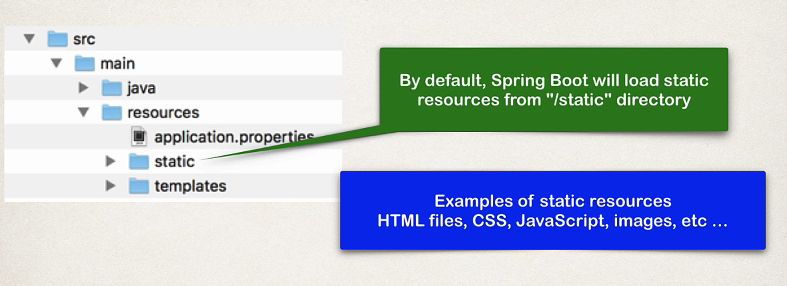 src
main
java
resources
application.properties
static
templates
By default, Spring Boot will load static
resources from "/static" directory
Examples of static resources
HTML files, CSS, JavaScript, images, etc ...